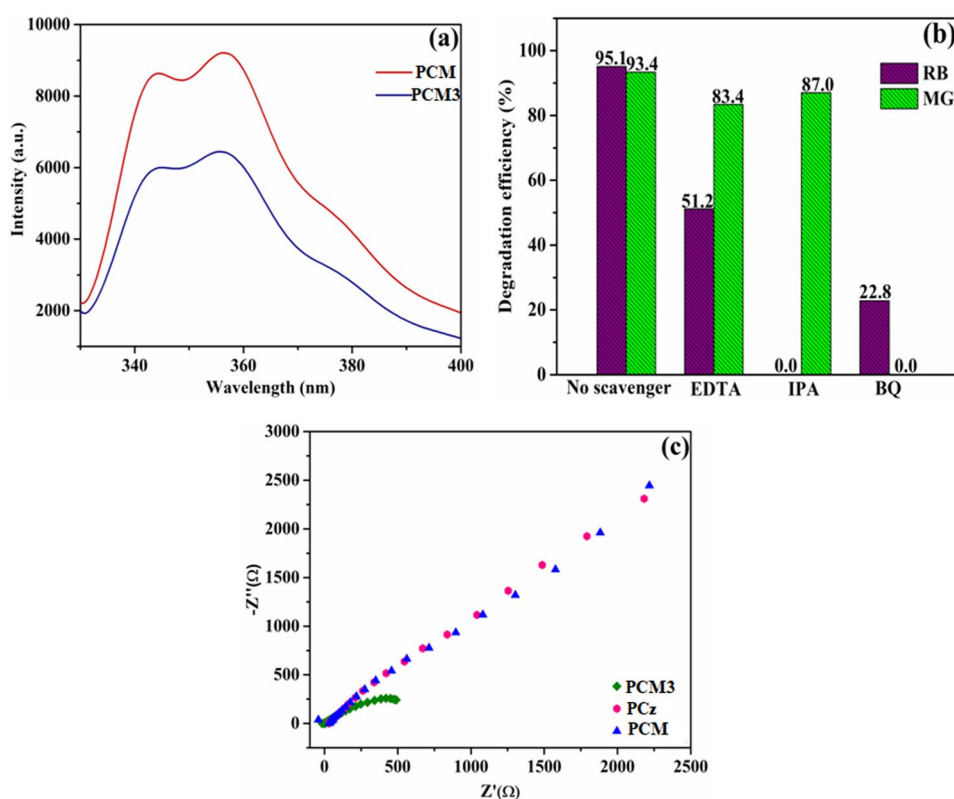 (a)
10000
8000
6000
4000
2000
Intensity (a.u.)
PCM
PCM3
340
360
380
400
Wavelength (nm)
(b)
100
80
60
40
20
0
Degradation efficiency (%)
95.1
93.4
83.4
87.0
51.2
22.8
0.0
0.0
RB
MG
No scavenger
EDTA
IPA
BQ
(c)
-3000
2500
2000
1500
1000
500
0
-Z''(Ω)
PCM3
PCz
PCM
0
500
1000
1500
2000
2500
Z'(Ω)